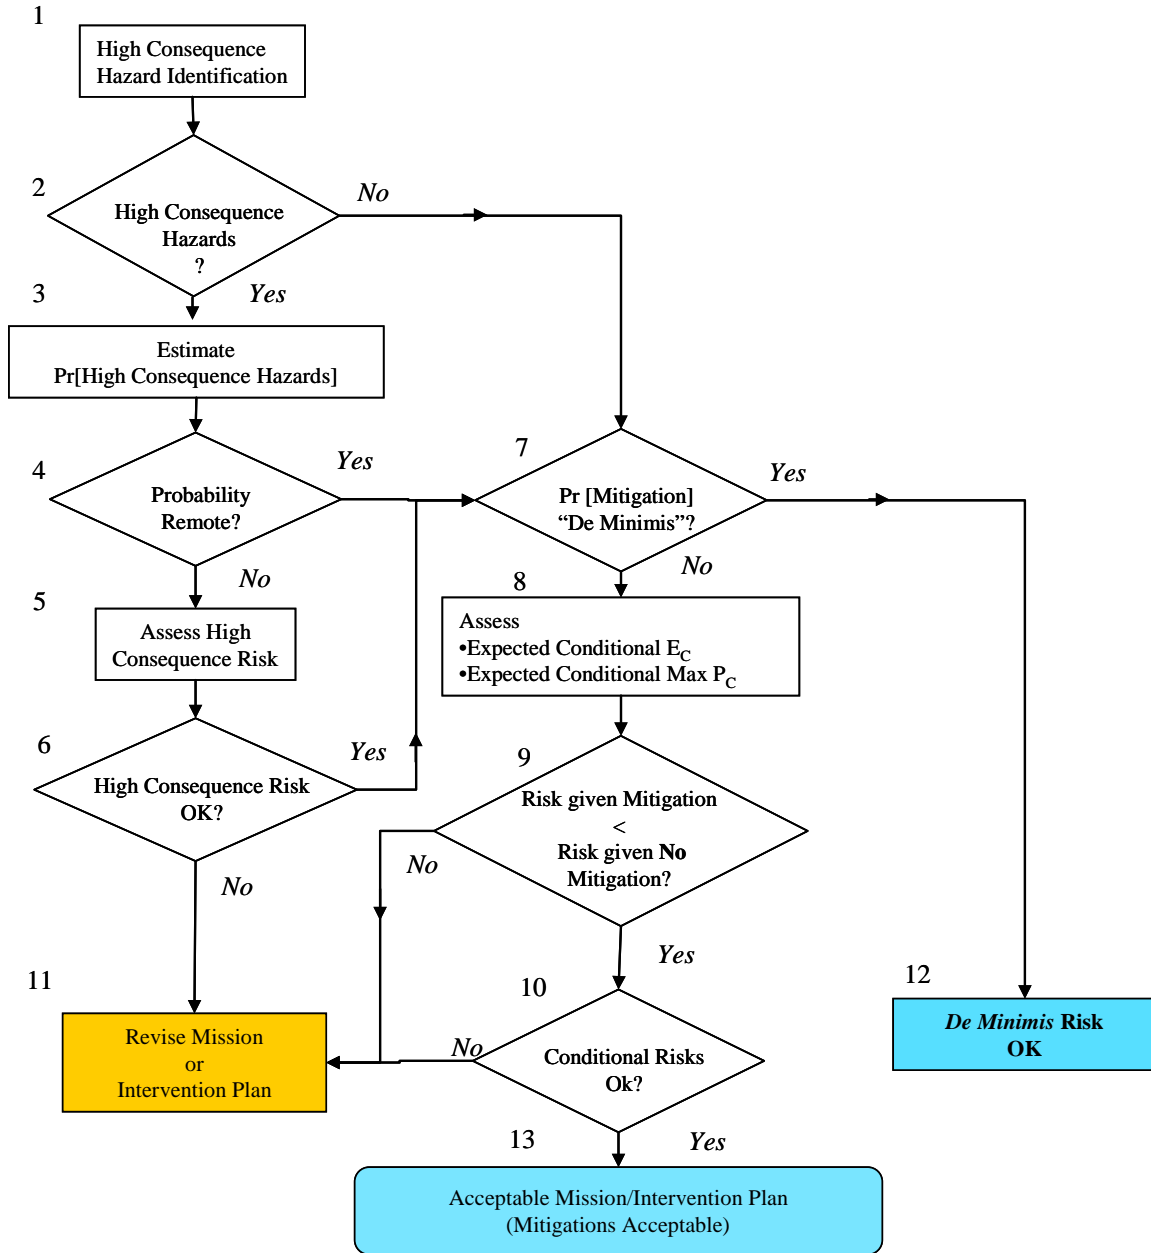 1
High Consequence
Hazard Identification
2
No
High Consequence
Hazards
?
3
Yes
Estimate
Pr[High Consequence Hazards]
4
Yes
Probability
Remote?
7
Yes
Pr [Mitigation]
“De Minimis”?
No
No
5
8
Assess High
Consequence Risk
Assess
•Expected Conditional EC
•Expected Conditional Max PC
6
Yes
High Consequence Risk
OK?
9
Risk given Mitigation
<
Risk given No
Mitigation?
No
No
Yes
11
10
12
Revise Mission
or
Intervention Plan
No
Conditional Risks
Ok?
De Minimis Risk
OK
13
Yes
Acceptable Mission/Intervention Plan
(Mitigations Acceptable)